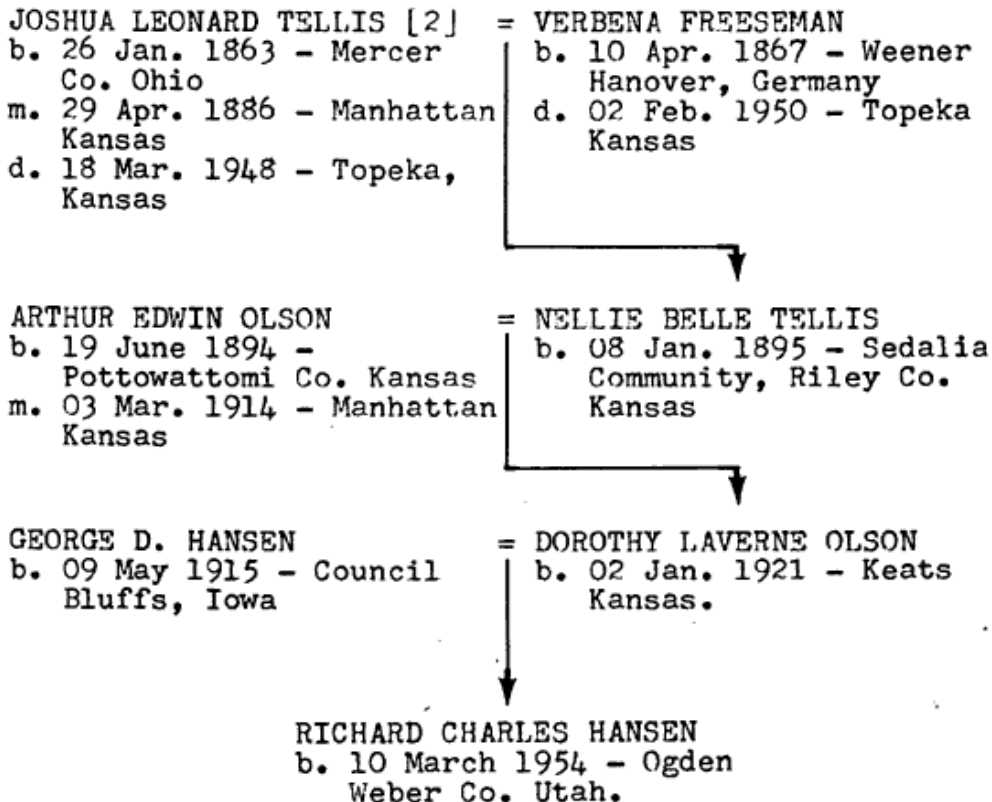 JOSHUA LEONARD TELLIS [2] = VERBENA FREESEMAN
b. 26 Jan. 1863 – Mercer
Co. Ohio
m. 29 Apr. 1886 – Manhattan
Kansas
d. 18 Mar. 1948 – Topeka,
Kansas
b. 10 Apr. 1867 – Weener
Hanover, Germany
d. 02 Feb. 1950 – Topeka
Kansas
ARTHUR EDWIN OLSON = NELLIE BELLE TELLIS
b. 19 June 1894 –
Pottowattomi Co. Kansas
m. 03 Mar. 1914 – Manhattan
Kansas
b. 08 Jan. 1895 – Sedalia
Community, Riley Co.
Kansas
GEORGE D. HANSEN = DOROTHY LAVERNE OLSON
b. 09 May 1915 – Council
Bluffs, Iowa
b. 02 Jan. 1921 – Keats
Kansas.
RICHARD CHARLES HANSEN
b. 10 March 1954 – Ogden
Weber Co. Utah.